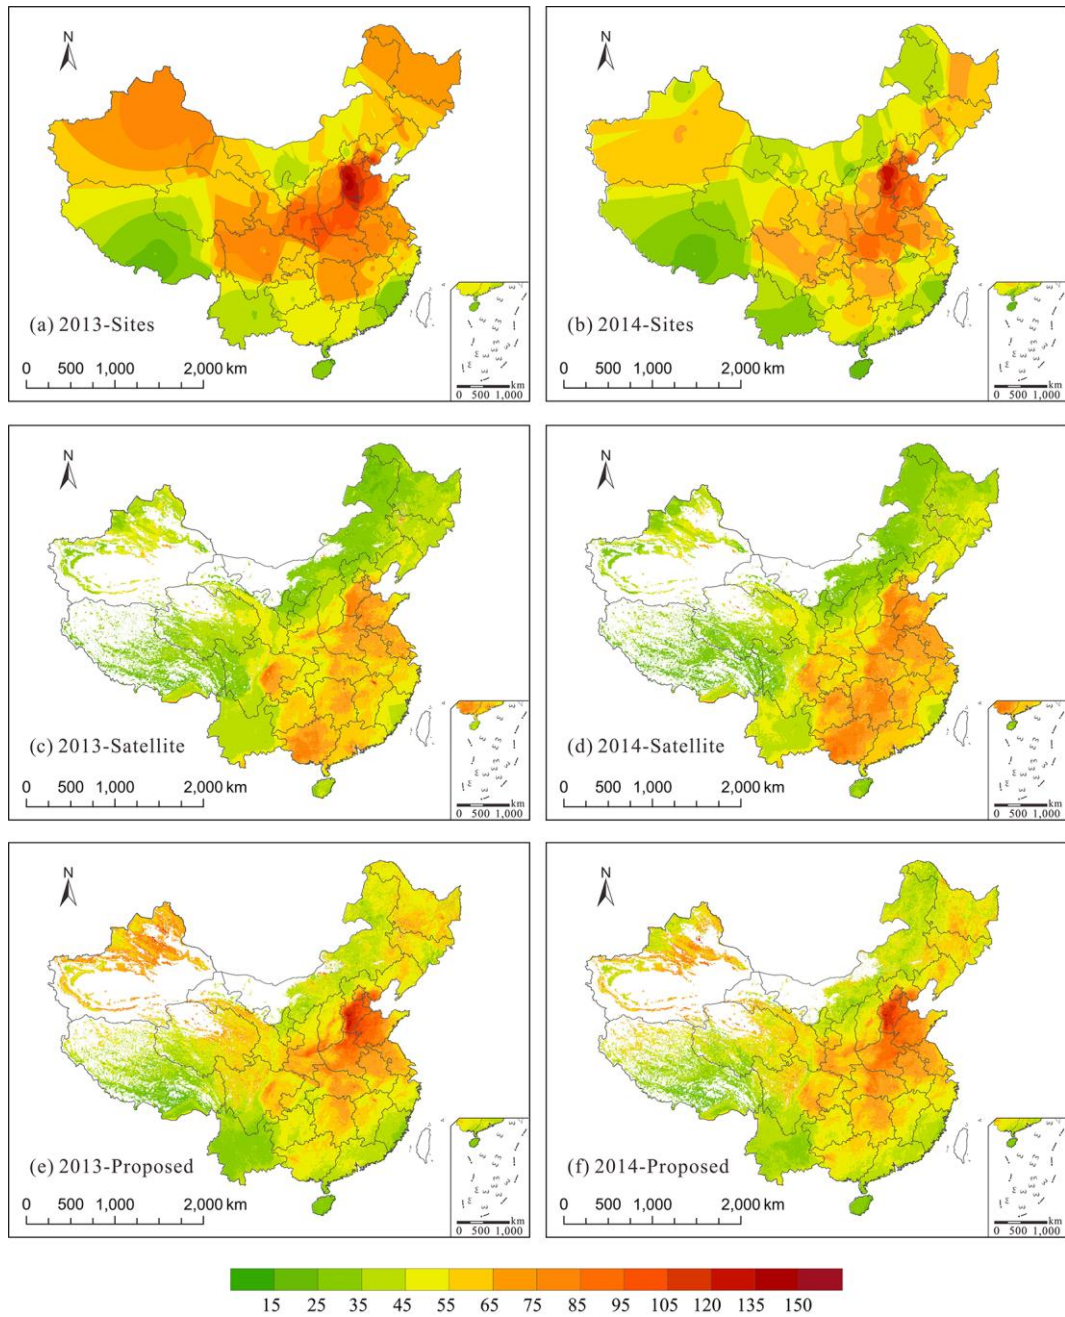 N
N
(a) 2013-Sites
0 500 1,000 2,000 km
km
0 500 1,000
(b) 2014-Sites
0 500 1,000 2,000 km
km
0 500 1,000
N
N
(c) 2013-Satellite
0 500 1,000 2,000 km
km
0 500 1,000
(d) 2014-Satellite
0 500 1,000 2,000 km
km
0 500 1,000
N
N
(e) 2013-Proposed
0 500 1,000 2,000 km
km
0 500 1,000
(f) 2014-Proposed
0 500 1,000 2,000 km
km
0 500 1,000
15 25 35 45 55 65 75 85 95 105 120 135 150